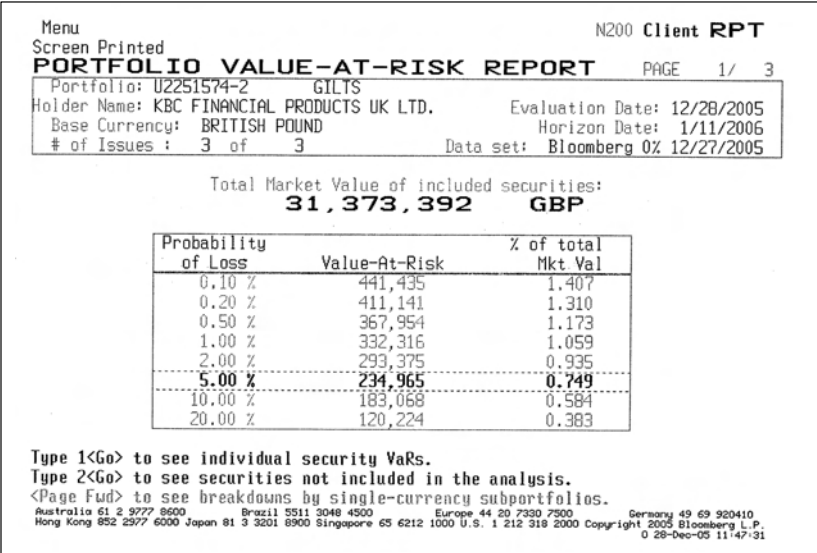 Menu N200 Client RPT
Screen Printed
PORTFOLIO VALUE-AT-RISK REPORT PAGE 1/ 3
Portfolio: U2251574-2 GILTS
Holder Name: KBC FINANCIAL PRODUCTS UK LTD. Evaluation Date: 12/28/2005
Base Currency: BRITISH POUND Horizon Date: 1/11/2006
# of Issues : 3 of 3 Data set: Bloomberg 0% 12/27/2005
Total Market Value of included securities:
31,373,392 GBP
Probability % of total
of Loss Value-At-Risk Mkt Val
0.10 % 441,435 1.407
0.20 % 411,141 1.310
0.50 % 367,954 1.173
1.00 % 332,316 1.059
2.00 % 293,375 0.935
5.00 % 234,965 0.749
10.00 % 183,068 0.584
20.00 % 120,224 0.383
Type 1<Go> to see individual security VaRs.
Type 2<Go> to see securities not included in the analysis.
<Page Fwd> to see breakdowns by single-currency subportfolios.
Australia 61 2 9777 8600 Brazil 5511 3048 4500 Europe 44 20 7330 7500 Germany 49 69 920410
Hong Kong 852 2977 6000 Japan 81 3 3201 8900 Singapore 65 6212 1000 U.S. 1 212 318 2000 Copyright 2005 Bloomberg L.P.
0 28-Dec-05 11:47:31